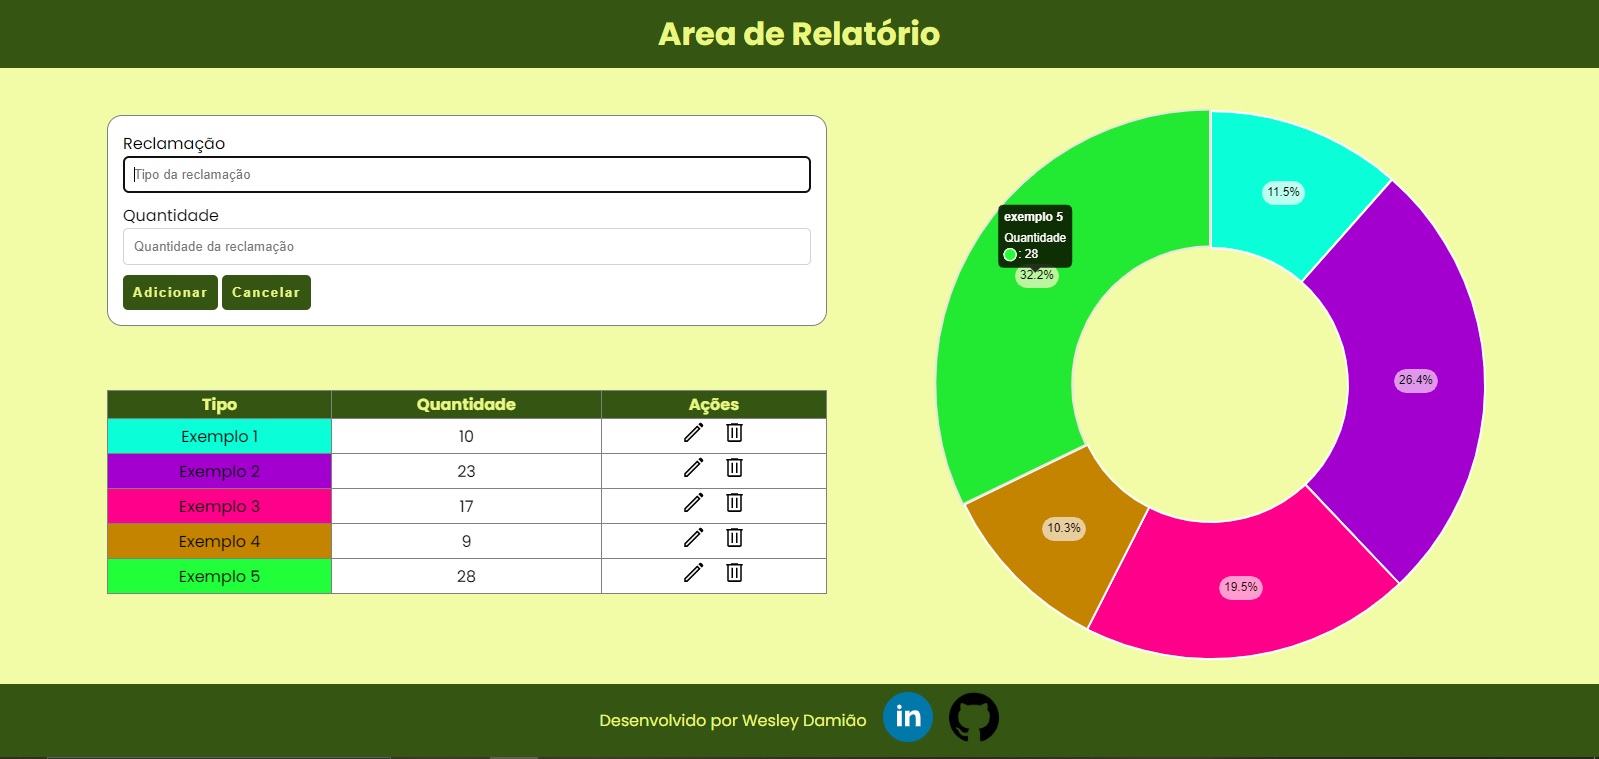 Area de Relatório
Reclamação
Tipo da reclamação
Quantidade
Quantidade da reclamação
Adicionar Cancelar
Tipo Quantidade Ações
Exemplo 1 10
Exemplo 2 23
Exemplo 3 17
Exemplo 4 9
Exemplo 5 28
11.5%
exemplo 5
Quantidade
: 28
32.2%
26.4%
10.3%
19.5%
Desenvolvido por Wesley Damião in